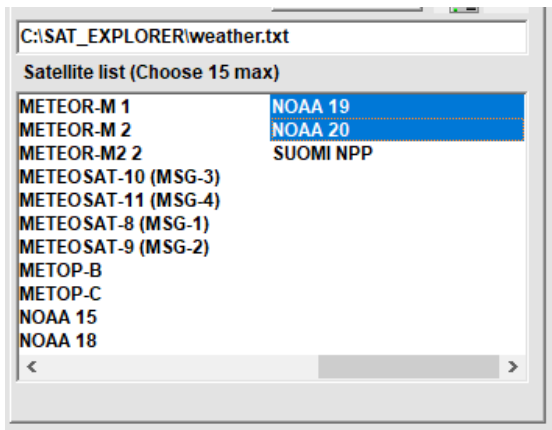 C:\SAT_EXPLORER\weather.txt
Satellite list (Choose 15 max)
METEOR-M 1
METEOR-M 2
METEOR-M2 2
METEOSAT-10 (MSG-3)
METEOSAT-11 (MSG-4)
METEOSAT-8 (MSG-1)
METEOSAT-9 (MSG-2)
METOP-B
METOP-C
NOAA 15
NOAA 18
NOAA 19
NOAA 20
SUOMI NPP